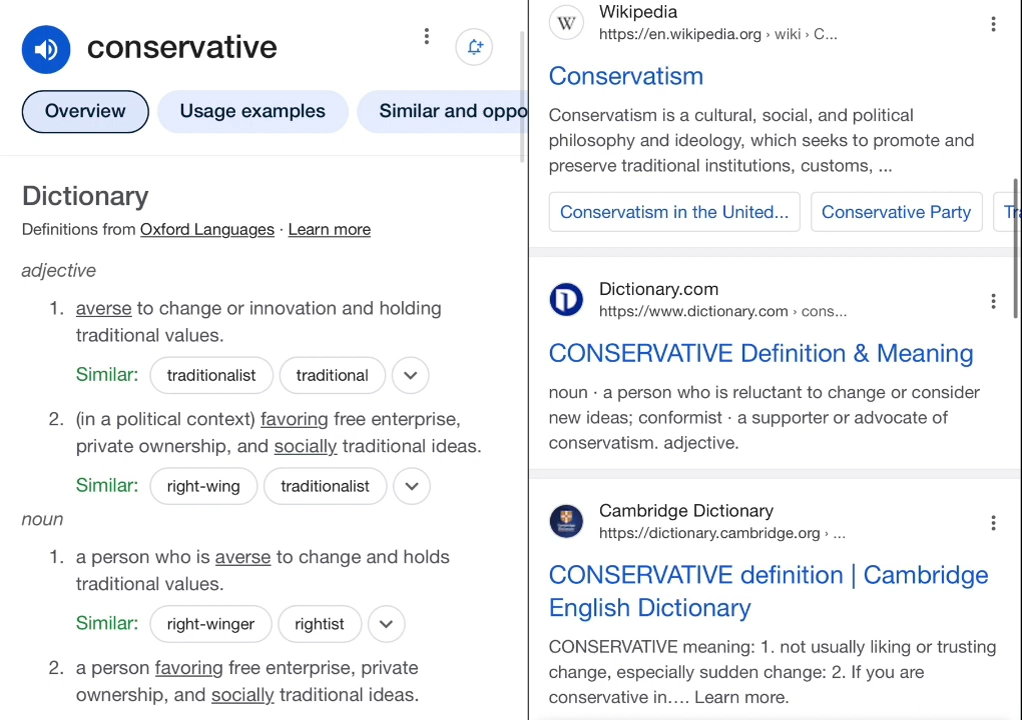 conservative
Overview
Usage examples
Similar and oppo
Dictionary
Definitions from Oxford Languages · Learn more
adjective
1. averse to change or innovation and holding
traditional values.
Similar: traditionalist traditional
2. (in a political context) favoring free enterprise,
private ownership, and socially traditional ideas.
Similar: right-wing traditionalist
noun
1. a person who is averse to change and holds
traditional values.
Similar: right-winger rightist
2. a person favoring free enterprise, private
ownership, and socially traditional ideas.
W
Wikipedia
https://en.wikipedia.org › wiki › C...
Conservatism
Conservatism is a cultural, social, and political
philosophy and ideology, which seeks to promote and
preserve traditional institutions, customs, ...
Conservatism in the United...
Conservative Party
Tr
Dictionary.com
https://www.dictionary.com › cons...
CONSERVATIVE Definition & Meaning
noun · a person who is reluctant to change or consider
new ideas; conformist · a supporter or advocate of
conservatism. adjective.
Cambridge Dictionary
https://dictionary.cambridge.org › ...
CONSERVATIVE definition | Cambridge
English Dictionary
CONSERVATIVE meaning: 1. not usually liking or trusting
change, especially sudden change: 2. If you are
conservative in.... Learn more.